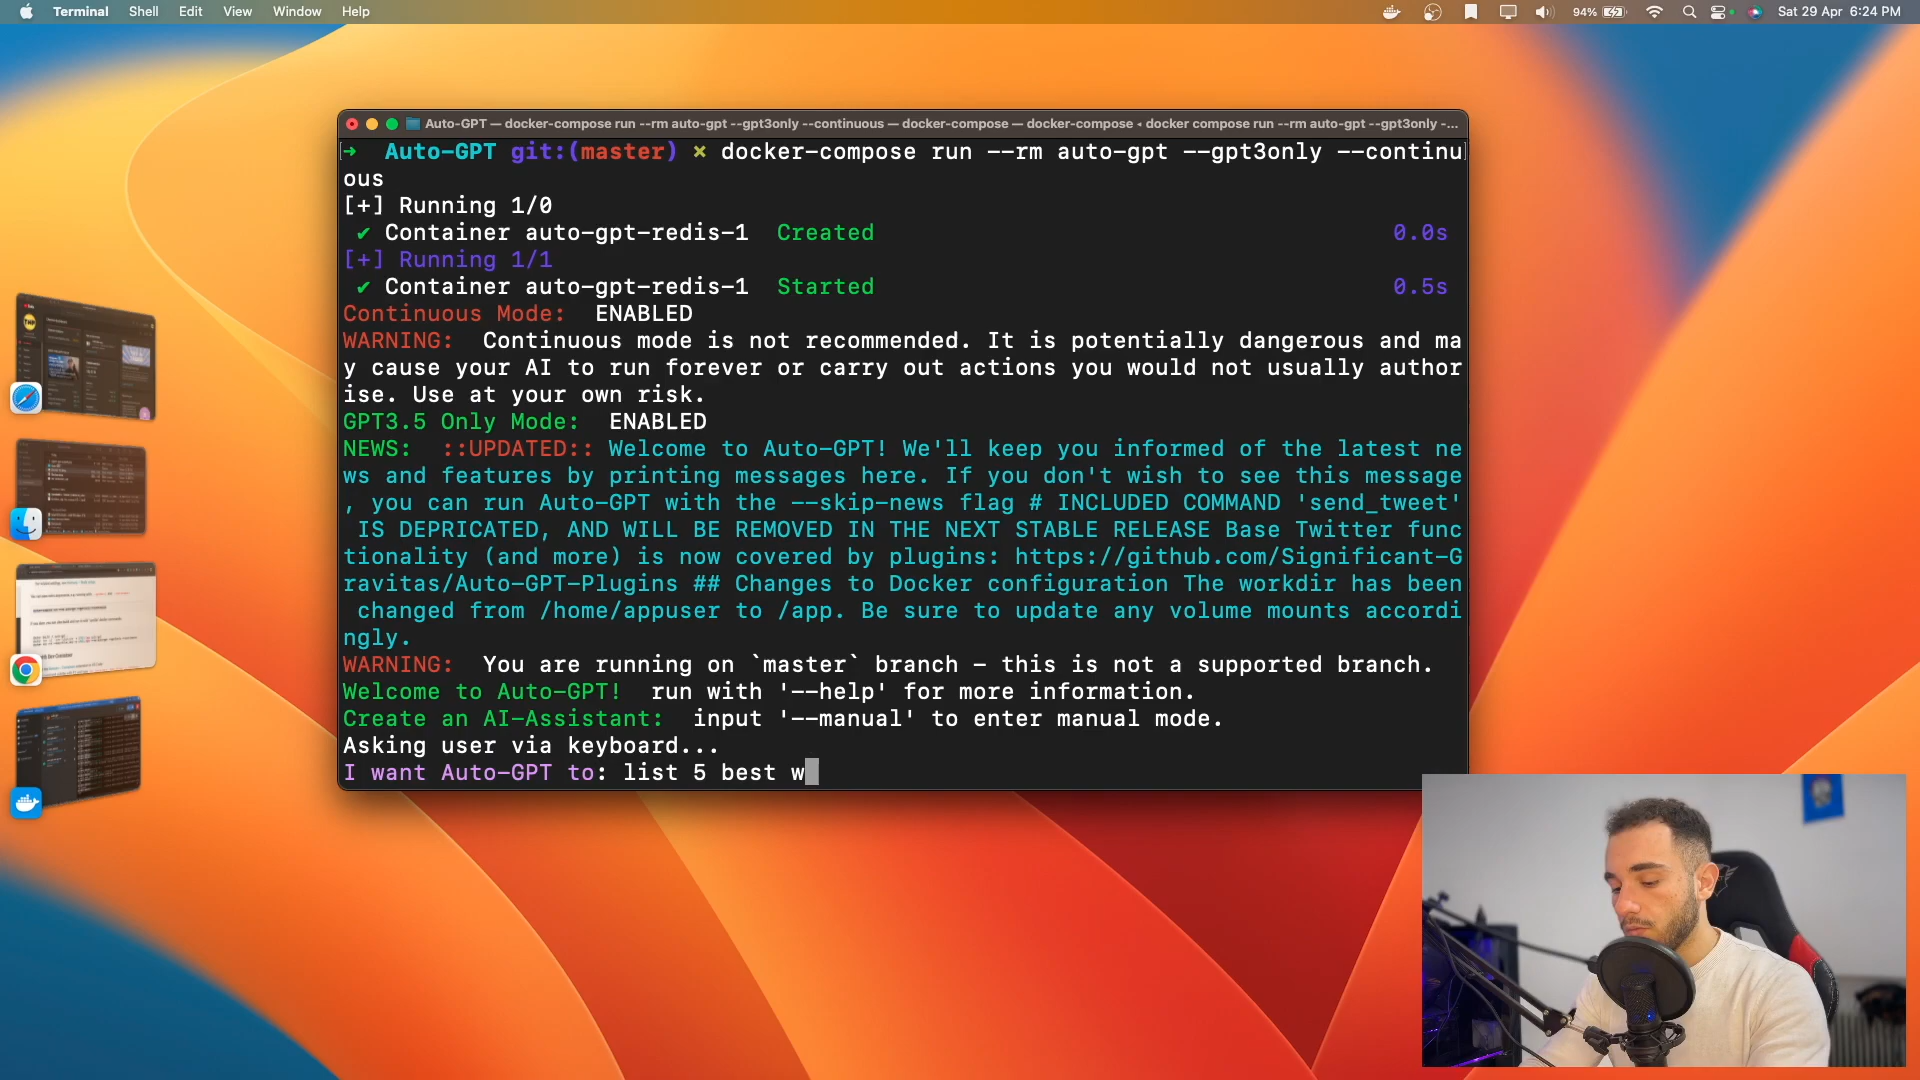 Terminal Shell Edit View Window Help 94% Sat 29 Apr 6:24 PM
Auto-GPT — docker-compose run --rm auto-gpt --gpt3only --continuous — docker-compose — docker-compose ◂ docker compose run --rm auto-gpt --gpt3only -...
➜ Auto-GPT git:(master) ✗ docker-compose run --rm auto-gpt --gpt3only --continu
ous
[+] Running 1/0
✔ Container auto-gpt-redis-1 Created 0.0s
[+] Running 1/1
✔ Container auto-gpt-redis-1 Started 0.5s
Continuous Mode: ENABLED
WARNING: Continuous mode is not recommended. It is potentially dangerous and ma
y cause your AI to run forever or carry out actions you would not usually author
ise. Use at your own risk.
GPT3.5 Only Mode: ENABLED
NEWS: ::UPDATED:: Welcome to Auto-GPT! We'll keep you informed of the latest ne
ws and features by printing messages here. If you don't wish to see this message
, you can run Auto-GPT with the --skip-news flag # INCLUDED COMMAND 'send_tweet'
IS DEPRICATED, AND WILL BE REMOVED IN THE NEXT STABLE RELEASE Base Twitter func
tionality (and more) is now covered by plugins: https://github.com/Significant-G
ravitas/Auto-GPT-Plugins ## Changes to Docker configuration The workdir has been
changed from /home/appuser to /app. Be sure to update any volume mounts accordi
ngly.
WARNING: You are running on `master` branch - this is not a supported branch.
Welcome to Auto-GPT! run with '--help' for more information.
Create an AI-Assistant: input '--manual' to enter manual mode.
Asking user via keyboard...
I want Auto-GPT to: list 5 best w